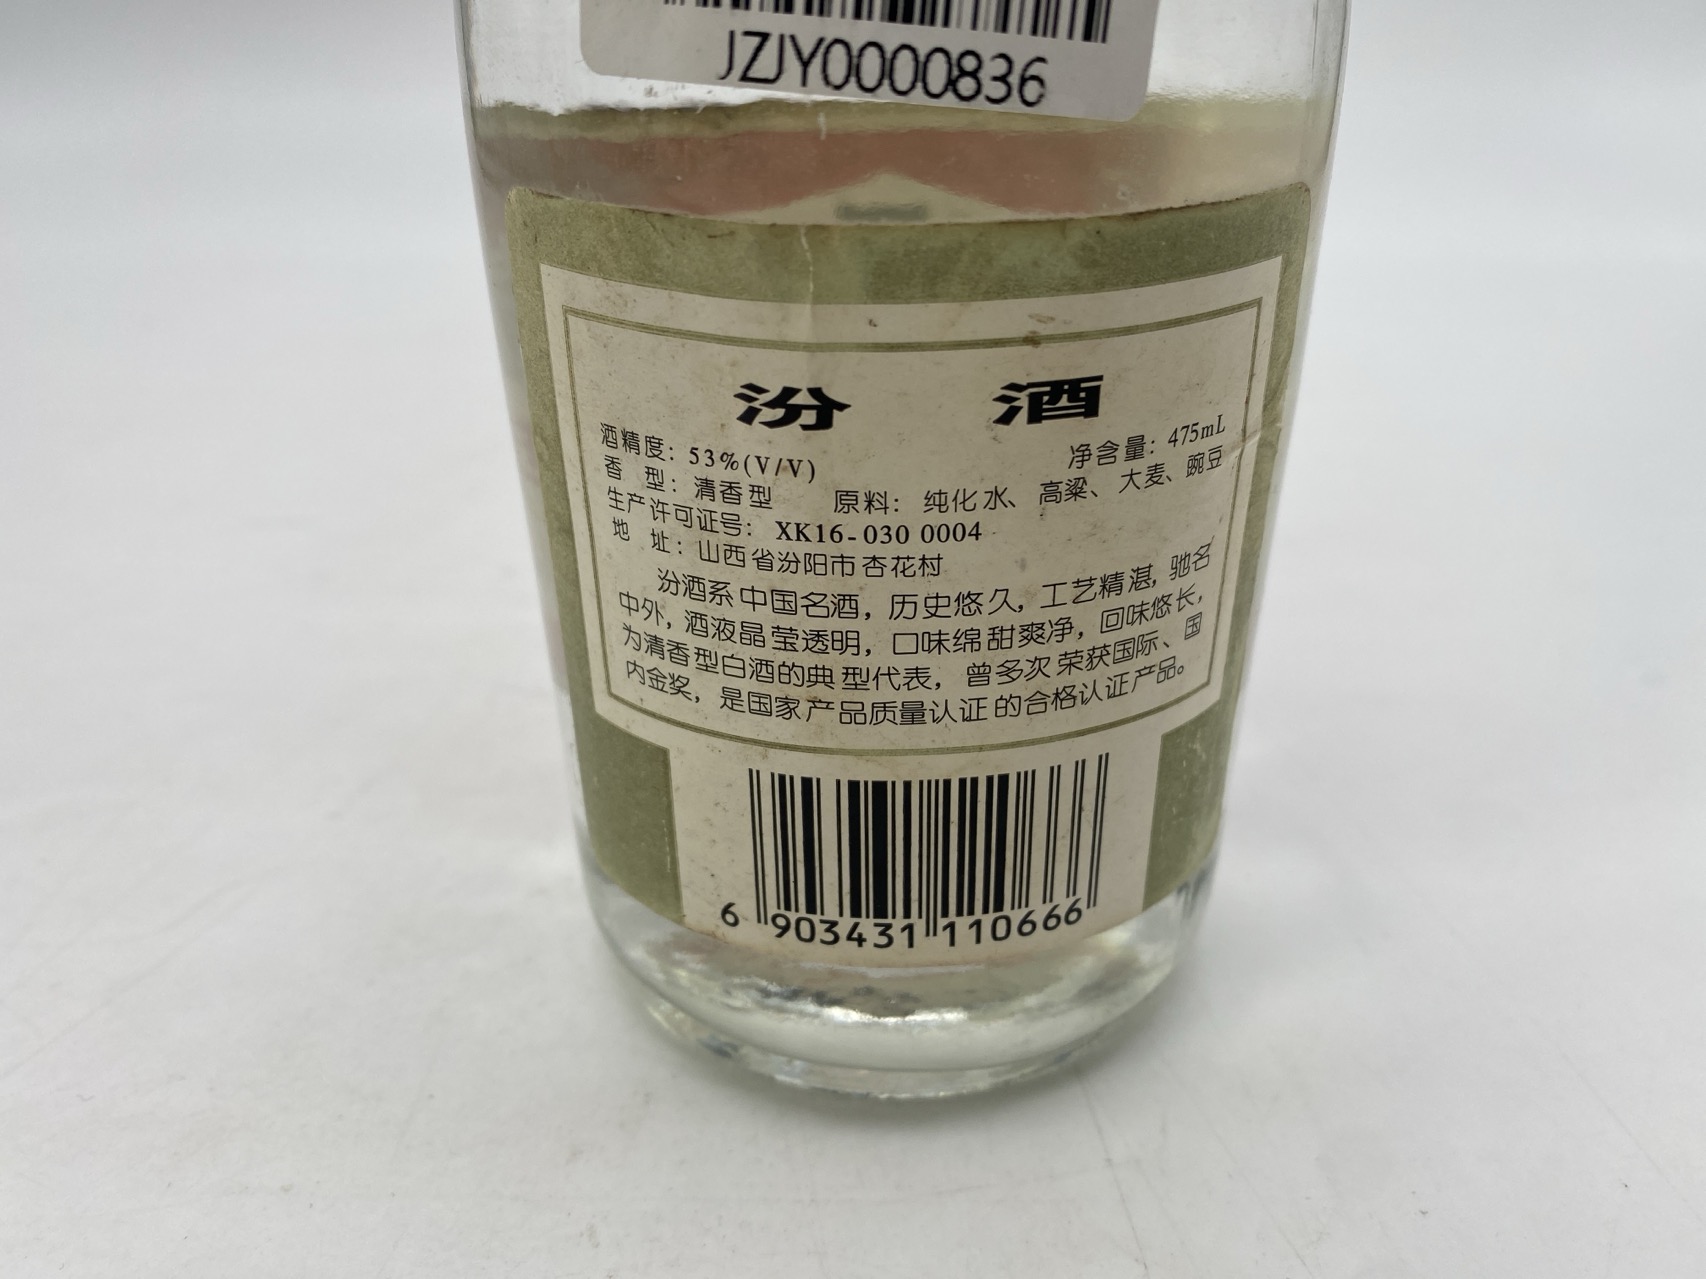 JZJY0000836
汾 酒
酒精度：53%(V/V) 净含量：475mL
香 型：清香型 原料：纯化水、高粱、大麦、豌豆
生产许可证号：XK16-030 0004
地 址：山西省汾阳市杏花村
汾酒系中国名酒，历史悠久，工艺精湛，驰名
中外，酒液晶莹透明，口味绵甜爽净，回味悠长，
为清香型白酒的典型代表，曾多次荣获国际、国
内金奖，是国家产品质量认证的合格认证产品。
6 903431 110666